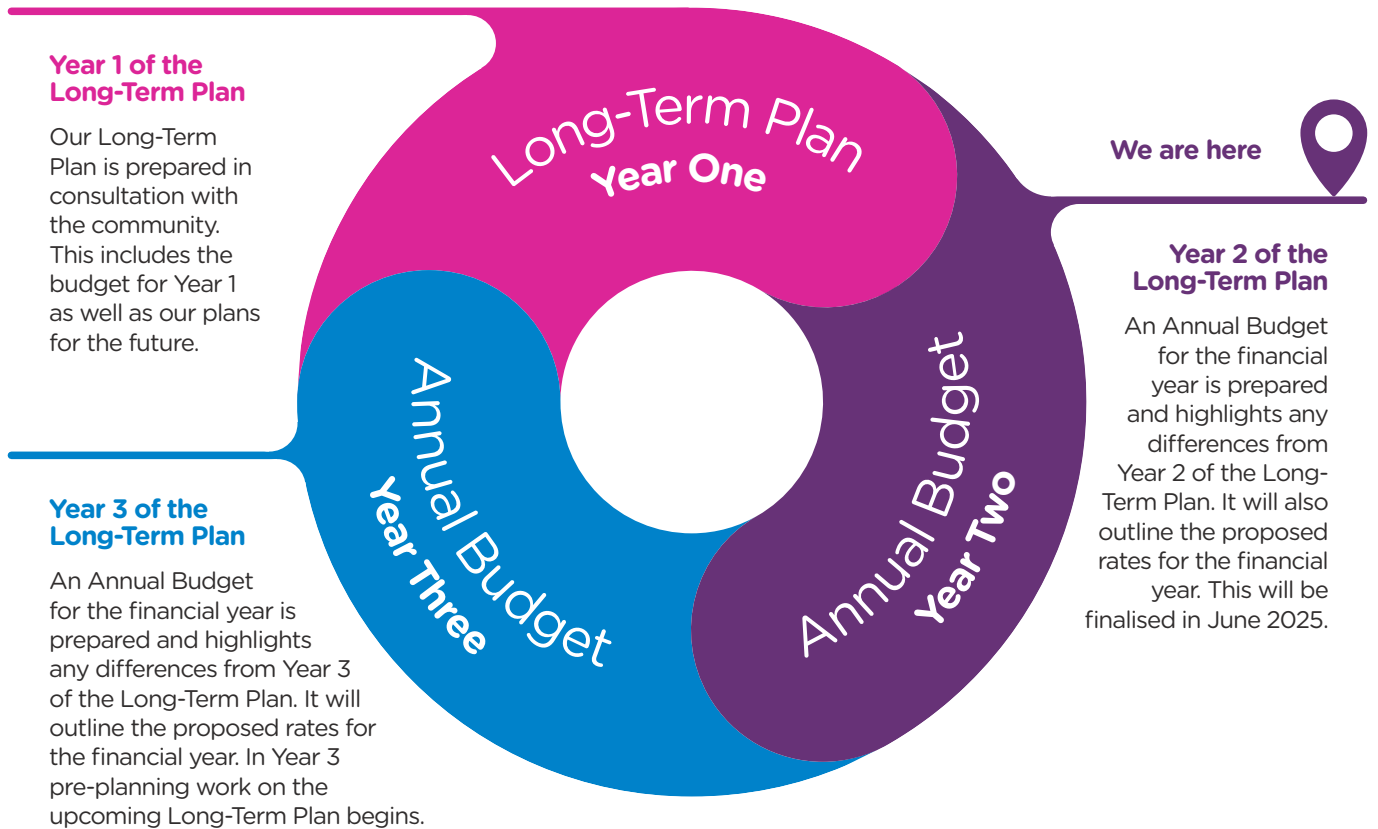 Year 1 of the
Long-Term Plan
Our Long-Term
Plan is prepared in
consultation with
the community.
This includes the
budget for Year 1
as well as our plans
for the future.
Long-Term Plan
Year One
We are here
Year 2 of the
Long-Term Plan
An Annual Budget
for the financial
year is prepared
and highlights any
differences from
Year 2 of the Long-
Term Plan. It will also
outline the proposed
rates for the financial
year. This will be
finalised in June 2025.
Annual Budget
Year Two
Annual Budget
Year Three
Year 3 of the
Long-Term Plan
An Annual Budget
for the financial year is
prepared and highlights
any differences from Year 3
of the Long-Term Plan. It will
outline the proposed rates for
the financial year. In Year 3
pre-planning work on the
upcoming Long-Term Plan begins.